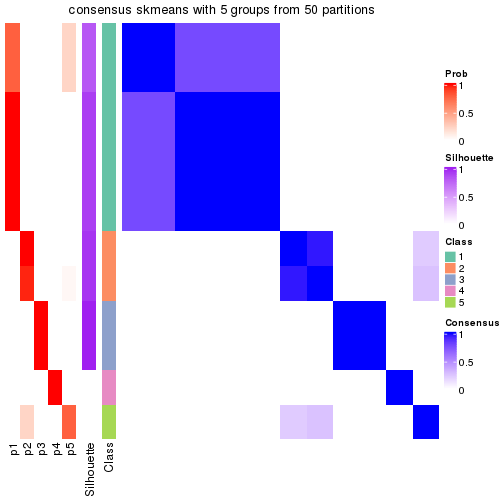 consensus skmeans with 5 groups from 50 partitions
Prob
1
0.5
0
Silhouette
1
0.5
0
Class
1
2
3
4
5
Consensus
1
0.5
0
p1
p2
p3
p4
p5
Silhouette
Class